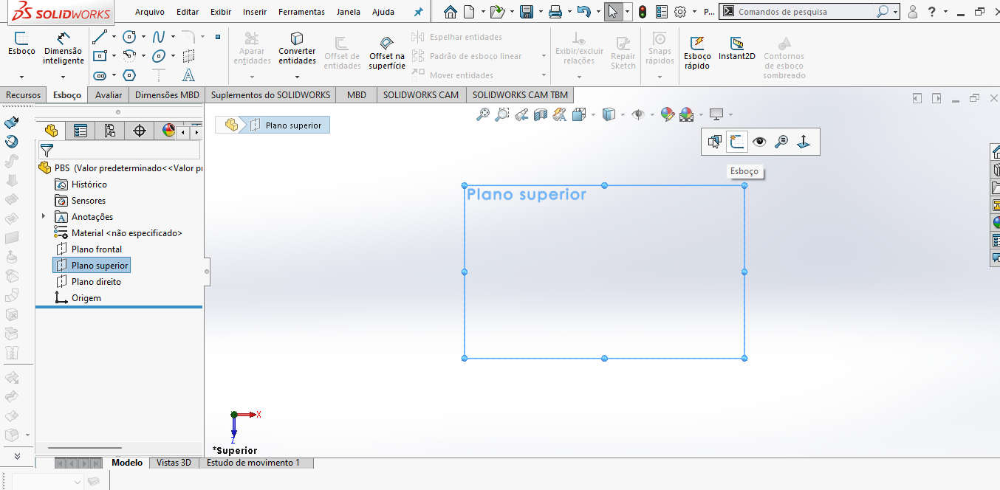 SOLIDWORKS
Arquivo Editar Exibir Inserir Ferramentas Janela Ajuda
P...
Comandos de pesquisa
Esboço
Dimensão
inteligente
Aparar
entidades
Converter
entidades
Offset de
entidades
Offset na
superfície
Espelhar entidades
Padrão de esboço linear
Mover entidades
Exibir/excluir
relações
Repair
Sketch
Snaps
rápidos
Esboço
rápido
Instant2D
Contornos
de esboço
sombreado
Recursos Esboço Avaliar Dimensões MBD Suplementos do SOLIDWORKS MBD SOLIDWORKS CAM SOLIDWORKS CAM TBM
Plano superior
PBS (Valor predeterminado<<Valor p
Histórico
Sensores
Anotações
Material <não especificado>
Plano frontal
Plano superior
Plano direito
Origem
Esboço
Plano superior
X
Z
*Superior
Modelo Vistas 3D Estudo de movimento 1